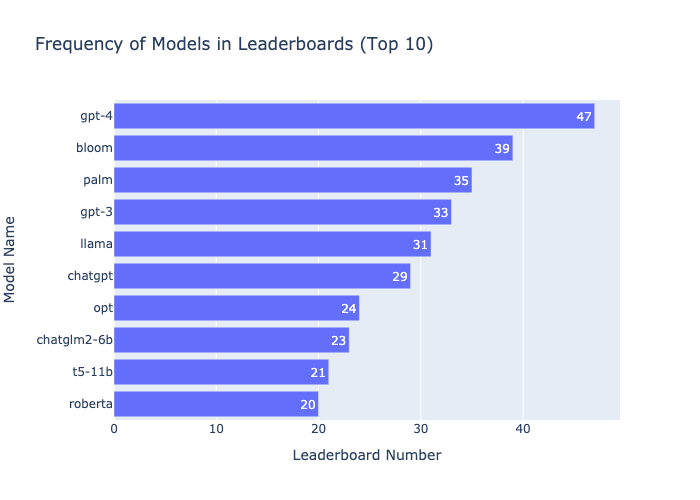 Frequency of Models in Leaderboards (Top 10)
Model Name
gpt-4 47
bloom 39
palm 35
gpt-3 33
llama 31
chatgpt 29
opt 24
chatglm2-6b 23
t5-11b 21
roberta 20
0 10 20 30 40
Leaderboard Number